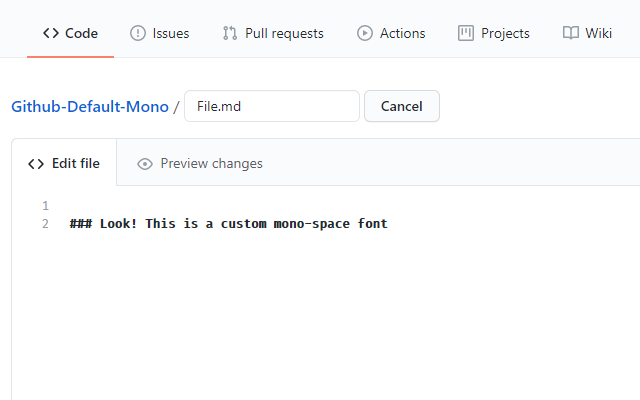 Code Issues Pull requests Actions Projects Wiki
Github-Default-Mono / File.md Cancel
Edit file Preview changes
1
2 ### Look! This is a custom mono-space font